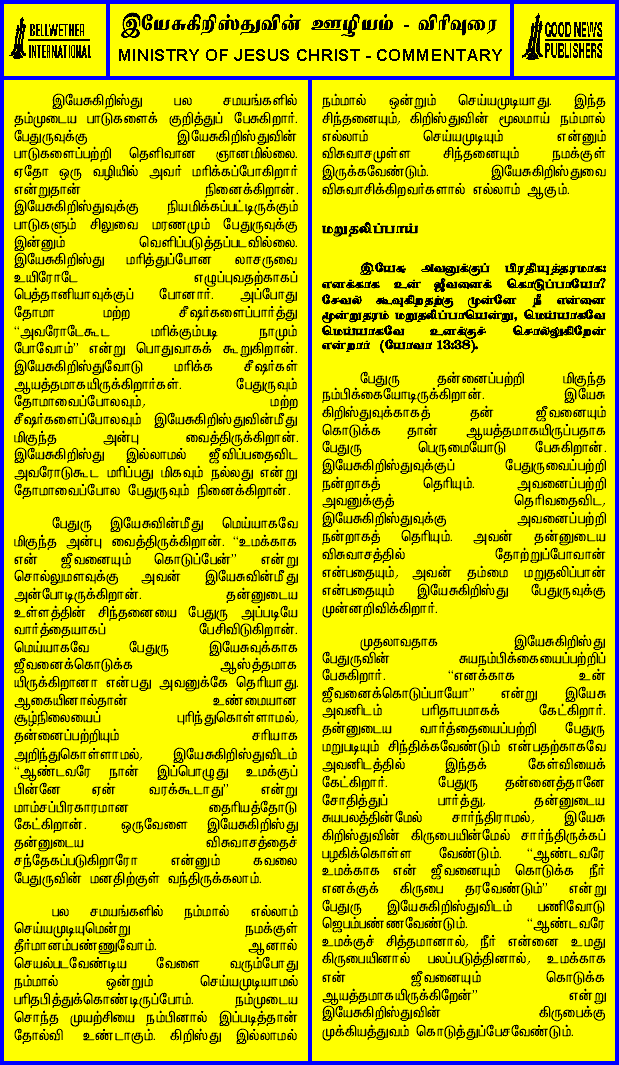 BELLWETHER
INTERNATIONAL
இயேசுகிறிஸ்துவின் ஊழியம் - விரிவுரை
MINISTRY OF JESUS CHRIST - COMMENTARY
GOOD NEWS
PUBLISHERS
இயேசுகிறிஸ்து பல சமயங்களில்
தம்முடைய பாடுகளைக் குறித்துப் பேசுகிறார்.
பேதுருவுக்கு இயேசுகிறிஸ்துவின்
பாடுகளைப்பற்றி தெளிவான ஞானமில்லை.
ஏதோ ஒரு வழியில் அவர் மரிக்கப்போகிறார்
என்றுதான் நினைக்கிறான்.
இயேசுகிறிஸ்துவுக்கு நியமிக்கப்பட்டிருக்கும்
பாடுகளும் சிலுவை மரணமும் பேதுருவுக்கு
இன்னும் வெளிப்படுத்தப்படவில்லை.
இயேசுகிறிஸ்து மரித்துப்போன லாசருவை
உயிரோடே எழுப்புவதற்காகப்
பெத்தானியாவுக்குப் போனார். அப்போது
தோமா மற்ற சீஷர்களைப்பார்த்து
“அவரோடேகூட மரிக்கும்படி நாமும்
போவோம்” என்று பொதுவாகக் கூறுகிறான்.
இயேசுகிறிஸ்துவோடு மரிக்க சீஷர்கள்
ஆயத்தமாகயிருக்கிறார்கள். பேதுருவும்
தோமாவைப்போலவும், மற்ற
சீஷர்களைப்போலவும் இயேசுகிறிஸ்துவின்மீது
மிகுந்த அன்பு வைத்திருக்கிறான்.
இயேசுகிறிஸ்து இல்லாமல் ஜீவிப்பதைவிட
அவரோடுகூட மரிப்பது மிகவும் நல்லது என்று
தோமாவைப்போல பேதுருவும் நினைக்கிறான்.
பேதுரு இயேசுவின்மீது மெய்யாகவே
மிகுந்த அன்பு வைத்திருக்கிறான். “உமக்காக
என் ஜீவனையும் கொடுப்பேன்” என்று
சொல்லுமளவுக்கு அவன் இயேசுவின்மீது
அன்போடிருக்கிறான். தன்னுடைய
உள்ளத்தின் சிந்தனையை பேதுரு அப்படியே
வார்த்தையாகப் பேசிவிடுகிறான்.
மெய்யாகவே பேதுரு இயேசுவுக்காக
ஜீவனைக்கொடுக்க ஆஸ்த்தமாக
யிருக்கிறானா என்பது அவனுக்கே தெரியாது.
ஆகையினால்தான் உண்மையான
சூழ்நிலையைப் புரிந்துகொள்ளாமல்,
தன்னைப்பற்றியும் சரியாக
அறிந்துகொள்ளாமல், இயேசுகிறிஸ்துவிடம்
“ஆண்டவரே நான் இப்பொழுது உமக்குப்
பின்னே ஏன் வரக்கூடாது” என்று
மாம்சப்பிரகாரமான தைரியத்தோடு
கேட்கிறான். ஒருவேளை இயேசுகிறிஸ்து
தன்னுடைய விசுவாசத்தைச்
சந்தேகப்படுகிறாரோ என்னும் கவலை
பேதுருவின் மனதிற்குள் வந்திருக்கலாம்.
பல சமயங்களில் நம்மால் எல்லாம்
செய்யமுடியுமென்று நமக்குள்
தீர்மானம்பண்ணுவோம். ஆனால்
செயல்படவேண்டிய வேளை வரும்போது
நம்மால் ஒன்றும் செய்யமுடியாமல்
பரிதபித்துக்கொண்டிருப்போம். நம்முடைய
சொந்த முயற்சியை நம்பினால் இப்படித்தான்
தோல்வி உண்டாகும். கிறிஸ்து இல்லாமல்
நம்மால் ஒன்றும் செய்யமுடியாது. இந்த
சிந்தனையும், கிறிஸ்துவின் மூலமாய் நம்மால்
எல்லாம் செய்யமுடியும் என்னும்
விசுவாசமுள்ள சிந்தனையும் நமக்குள்
இருக்கவேண்டும். இயேசுகிறிஸ்துவை
விசுவாசிக்கிறவர்களால் எல்லாம் ஆகும்.
மறுதலிப்பாய்
இயேசு அவனுக்குப் பிரதியுத்தரமாக:
எனக்காக உன் ஜீவனைக் கொடுப்பாயோ?
சேவல் கூவுகிறதற்கு முன்னே நீ என்னை
மூன்றுதரம் மறுதலிப்பாயென்று, மெய்யாகவே
மெய்யாகவே உனக்குச் சொல்லுகிறேன்
என்றார் (யோவா 13:38).
பேதுரு தன்னைப்பற்றி மிகுந்த
நம்பிக்கையோடிருக்கிறான். இயேசு
கிறிஸ்துவுக்காகத் தன் ஜீவனையும்
கொடுக்க தான் ஆயத்தமாகயிருப்பதாக
பேதுரு பெருமையோடு பேசுகிறான்.
இயேசுகிறிஸ்துவுக்குப் பேதுருவைப்பற்றி
நன்றாகத் தெரியும். அவனைப்பற்றி
அவனுக்குத் தெரிவதைவிட,
இயேசுகிறிஸ்துவுக்கு அவனைப்பற்றி
நன்றாகத் தெரியும். அவன் தன்னுடைய
விசுவாசத்தில் தோற்றுப்போவான்
என்பதையும், அவன் தம்மை மறுதலிப்பான்
என்பதையும் இயேசுகிறிஸ்து பேதுருவுக்கு
முன்னறிவிக்கிறார்.
முதலாவதாக இயேசுகிறிஸ்து
பேதுருவின் சுயநம்பிக்கையைப்பற்றிப்
பேசுகிறார். “எனக்காக உன்
ஜீவனைக்கொடுப்பாயோ” என்று இயேசு
அவனிடம் பரிதாபமாகக் கேட்கிறார்.
தன்னுடைய வார்த்தையைப்பற்றி பேதுரு
மறுபடியும் சிந்திக்கவேண்டும் என்பதற்காகவே
அவனிடத்தில் இந்தக் கேள்வியைக்
கேட்கிறார். பேதுரு தன்னைத்தானே
சோதித்துப் பார்த்து, தன்னுடைய
சுயபலத்தின்மேல் சார்ந்திராமல், இயேசு
கிறிஸ்துவின் கிருபையின்மேல் சார்ந்திருக்கப்
பழகிக்கொள்ள வேண்டும். “ஆண்டவரே
உமக்காக என் ஜீவனையும் கொடுக்க நீர்
எனக்குக் கிருபை தரவேண்டும்” என்று
பேதுரு இயேசுகிறிஸ்துவிடம் பணிவோடு
ஜெபம்பண்ணவேண்டும். “ஆண்டவரே
உமக்குச் சித்தமானால், நீர் என்னை உமது
கிருபையினால் பலப்படுத்தினால், உமக்காக
என் ஜீவனையும் கொடுக்க
ஆயத்தமாகயிருக்கிறேன்” என்று
இயேசுகிறிஸ்துவின் கிருபைக்கு
முக்கியத்துவம் கொடுத்துப்பேசவேண்டும்.